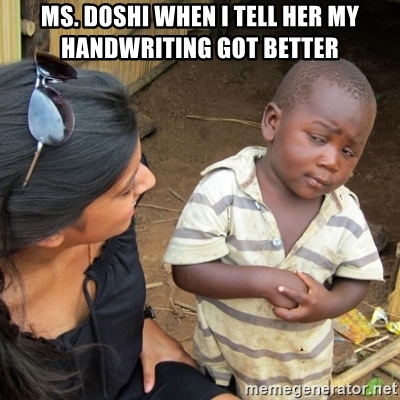 MS. DOSHI WHEN I TELL HER MY
HANDWRITING GOT BETTER
memegenerator.net